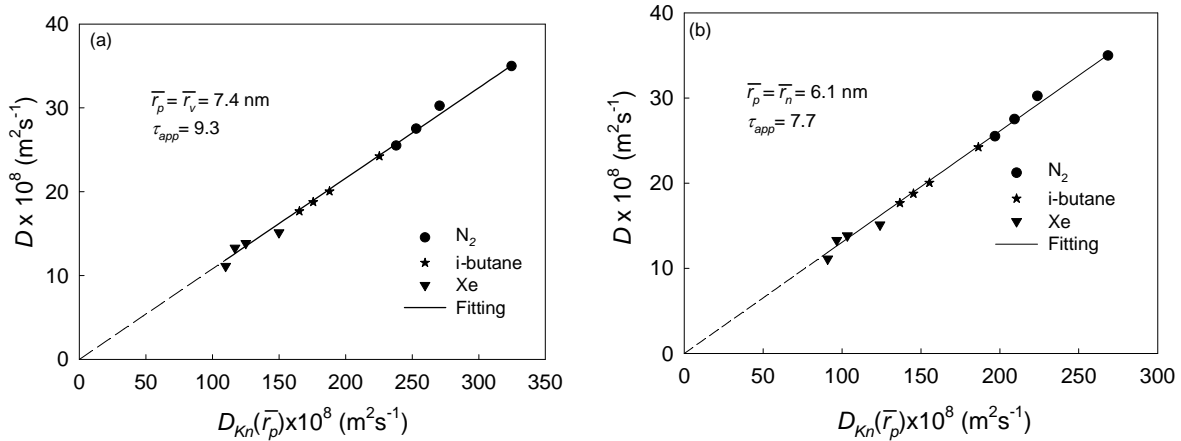 (a)
r̅p = r̅v = 7.4 nm
τapp = 9.3
N2
i-butane
Xe
Fitting
40
30
20
10
0
0 50 100 150 200 250 300 350
D x 10⁸ (m²s⁻¹)
DKn(r̅p)x10⁸ (m²s⁻¹)
(b)
r̅p = r̅n = 6.1 nm
τapp = 7.7
N2
i-butane
Xe
Fitting
40
30
20
10
0
0 50 100 150 200 250 300
D x 10⁸ (m²s⁻¹)
DKn(r̅p)x10⁸ (m²s⁻¹)